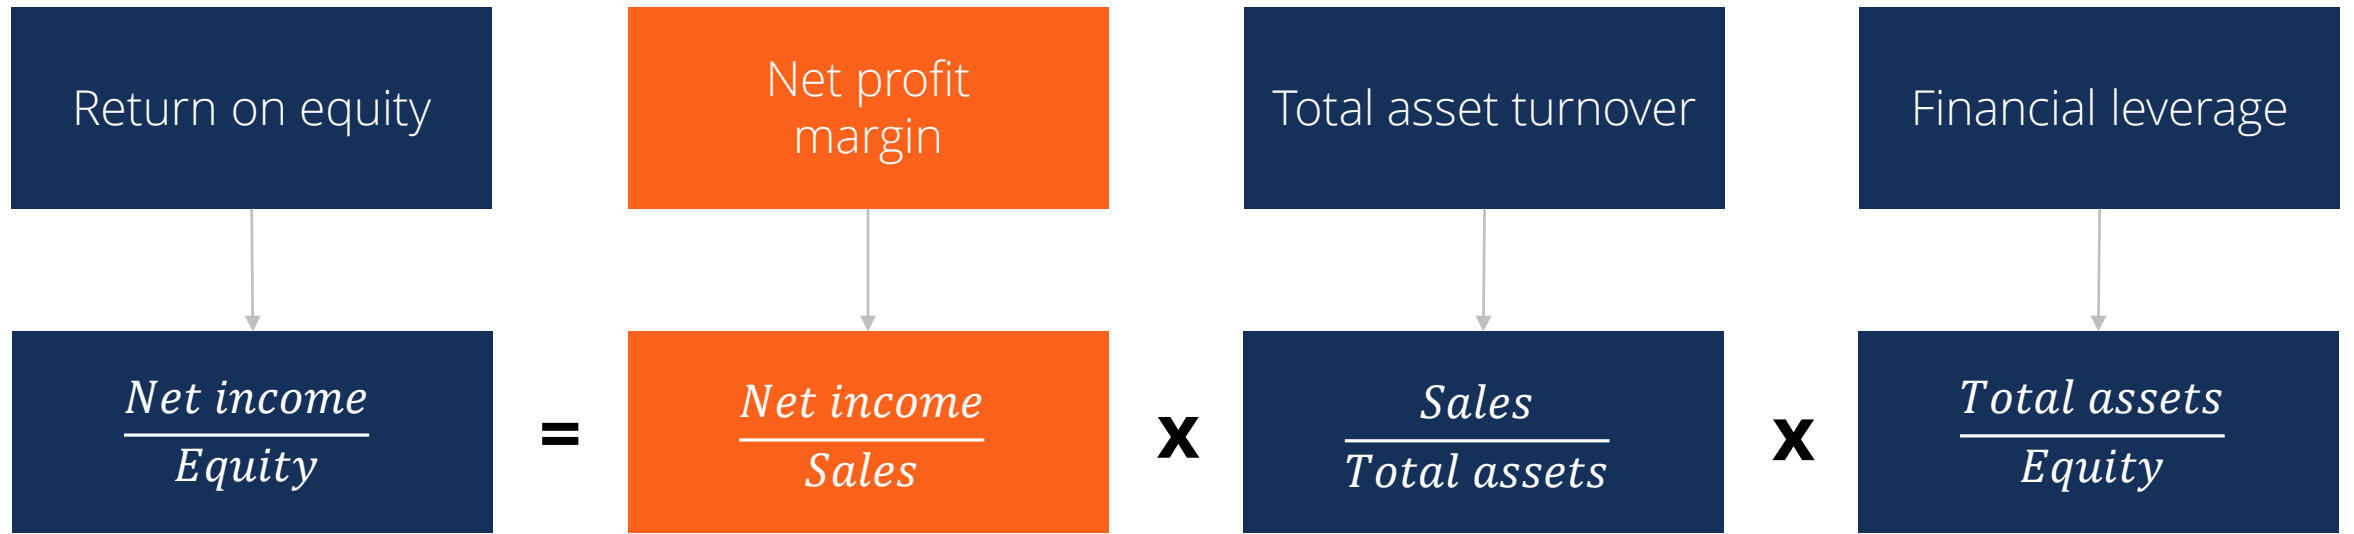 Return on equity
Net profit
margin
Total asset turnover
Financial leverage
Net income
Equity
=
Net income
Sales
x
Sales
Total assets
x
Total assets
Equity